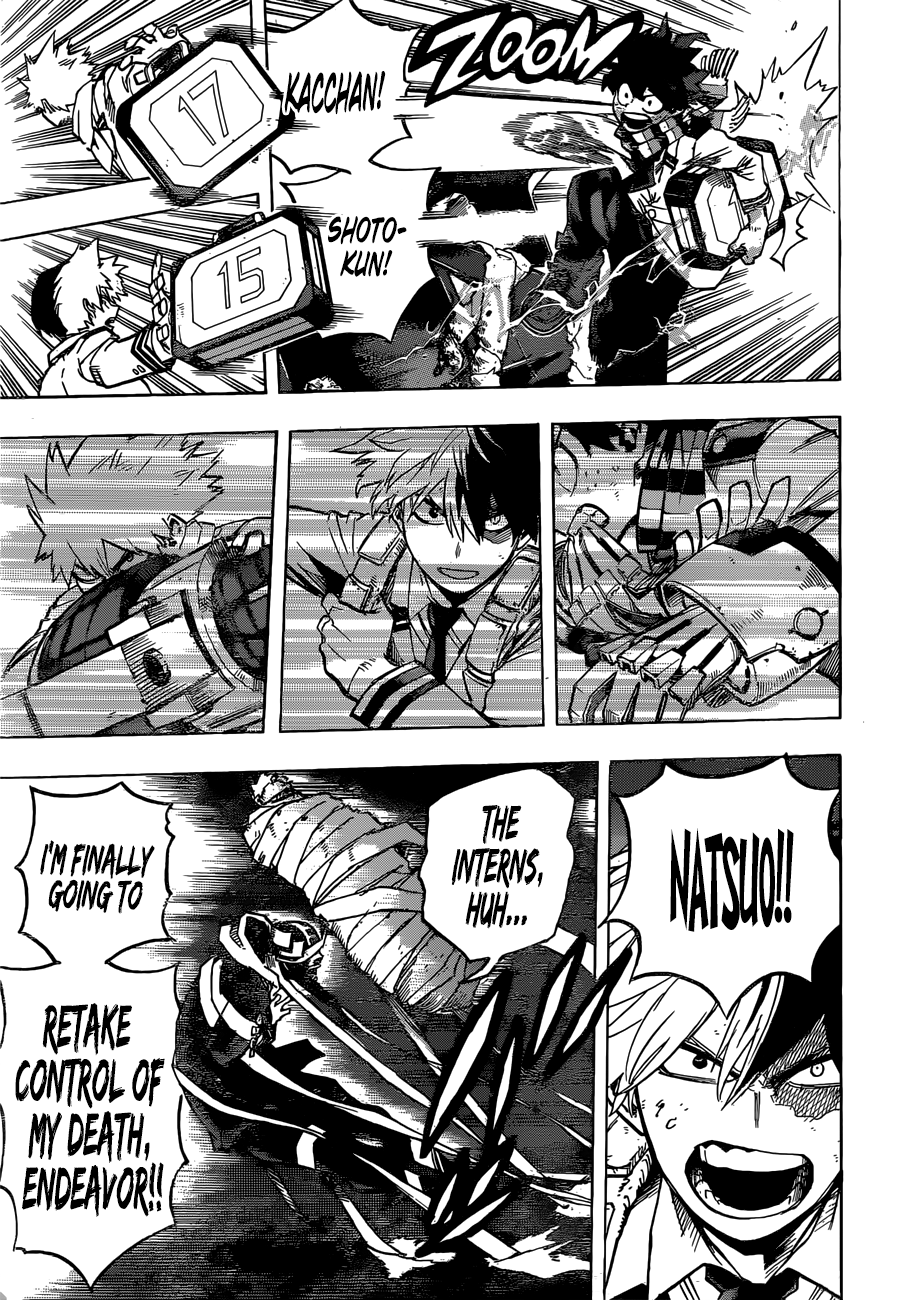 ZOOM
KACCHAN!
SHOTO-
KUN!
17
15
NATSUO!!
THE
INTERNS,
HUH...
I'M FINALLY
GOING TO
RETAKE
CONTROL OF
MY DEATH,
ENDEAVOR!!